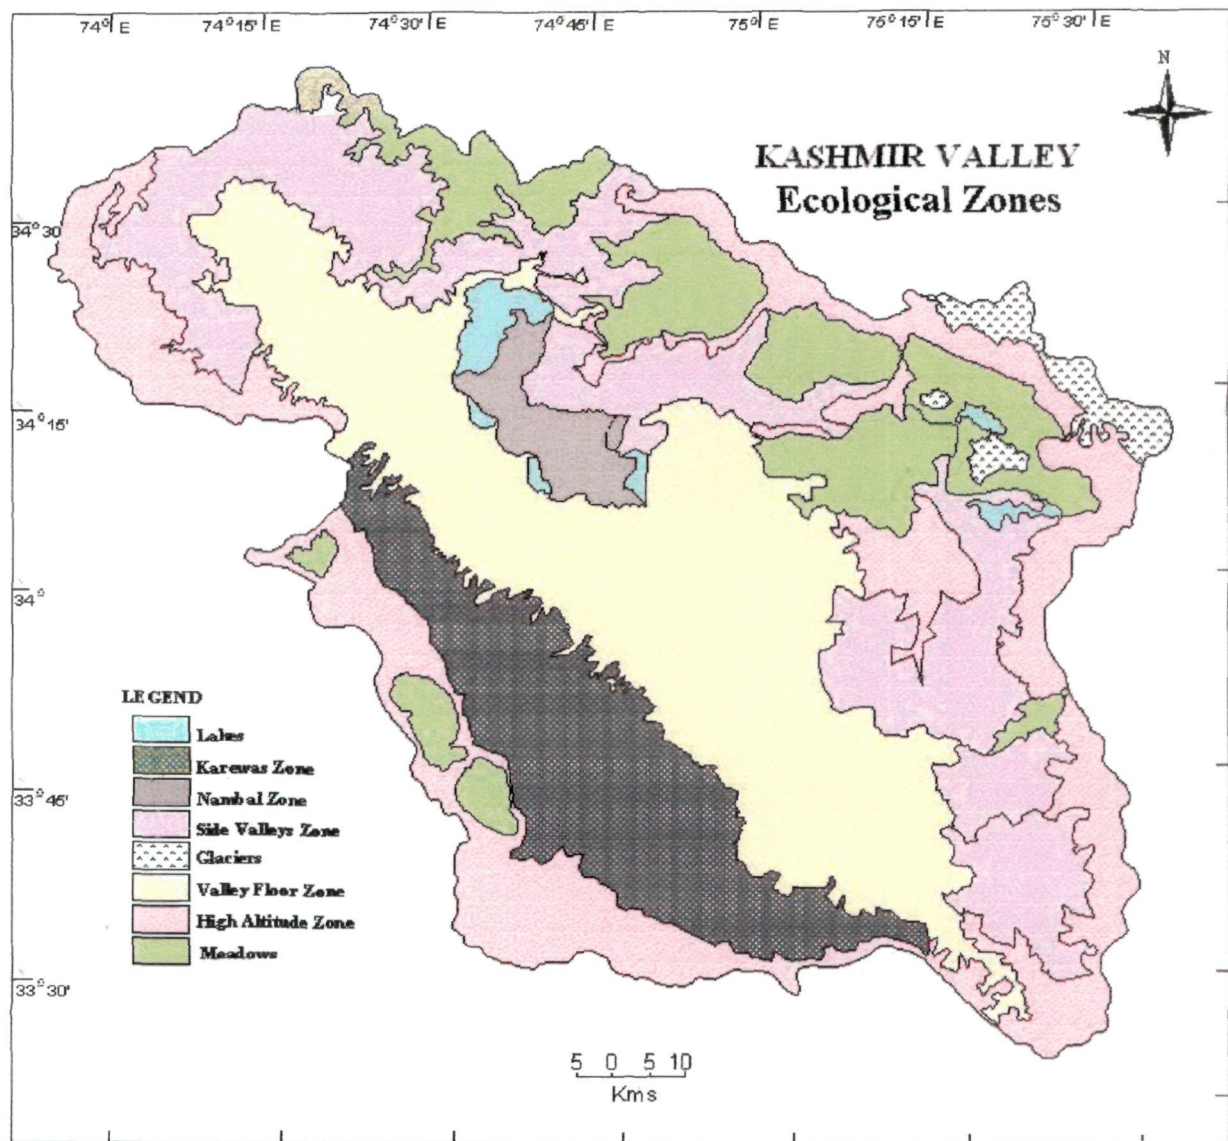 74° E 74° 15' E 74° 30' E 74° 45' E 75° E 75° 15' E 75° 30' E
N
KASHMIR VALLEY
Ecological Zones
34° 30'
34° 15'
34°
33° 45'
33° 30'
LEGEND
Lakes
Karewas Zone
Nambal Zone
Side Valleys Zone
Glaciers
Valley Floor Zone
High Altitude Zone
Meadows
5 0 5 10
Kms